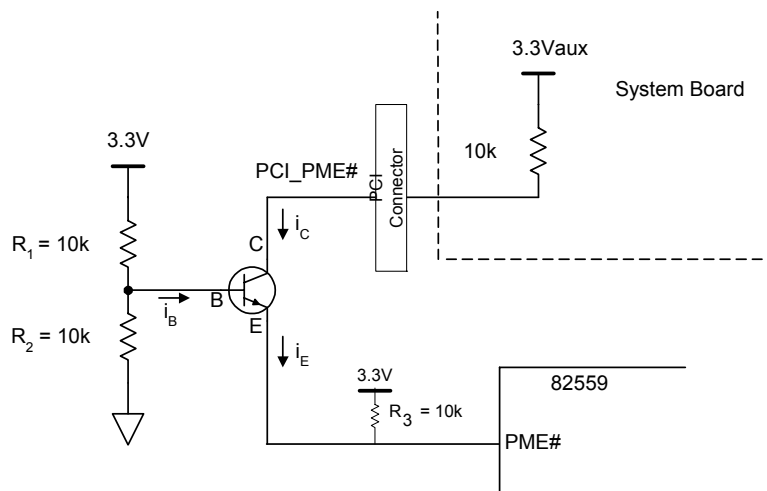 3.3Vaux
System Board
3.3V
10k
PCI_PME#
PCI
Connector
R1 = 10k
iC
C
B
iB
E
R2 = 10k
iE
3.3V
R3 = 10k
82559
PME#